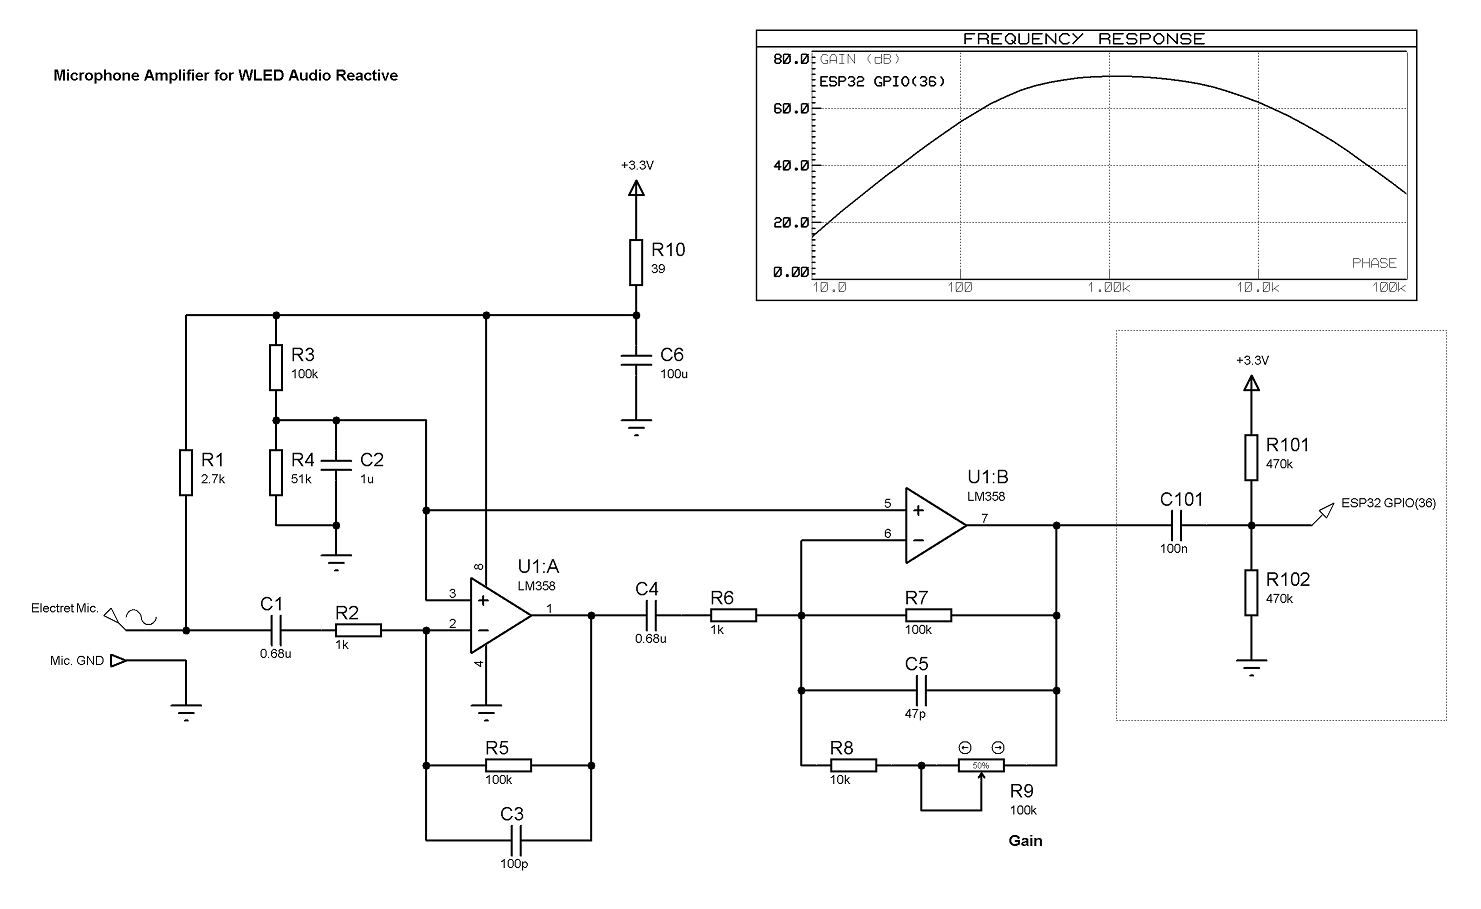 FREQUENCY RESPONSE
80.0
GAIN (dB)
ESP32 GPIO(36)
60.0
40.0
20.0
0.00
PHASE
10.0
100
1.00k
10.0k
100k
Microphone Amplifier for WLED Audio Reactive
+3.3V
R10
39
R3
100k
C6
100u
R1
2.7k
R4
51k
C2
1u
U1:A
LM358
8
3
2
1
4
+
−
Electret Mic.
Mic. GND
C1
0.68u
R2
1k
R5
100k
C3
100p
C4
0.68u
R6
1k
U1:B
LM358
5
6
7
+
−
R7
100k
C5
47p
R8
10k
50%
R9
100k
Gain
+3.3V
R101
470k
C101
100n
ESP32 GPIO(36)
R102
470k